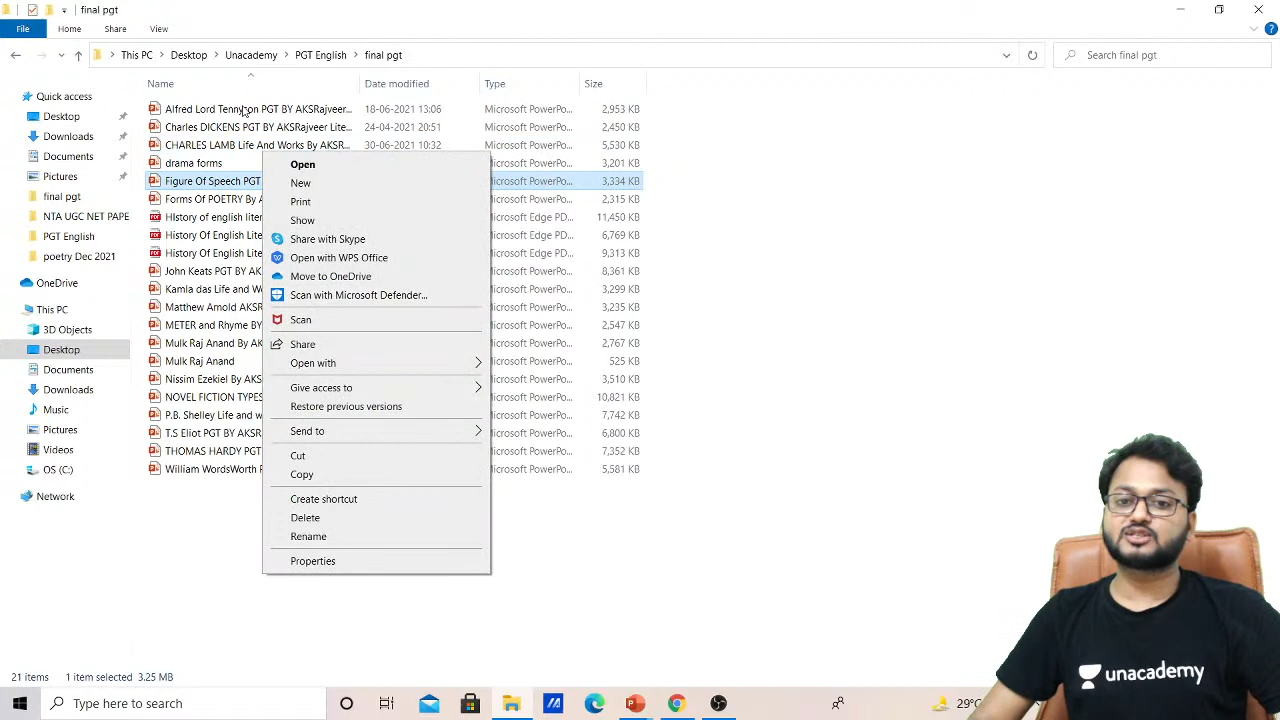 final pgt
File Home Share View
This PC Desktop Unacademy PGT English final pgt Search final pgt
Name Date modified Type Size
Quick access
Desktop
Downloads
Documents
Pictures
final pgt
NTA UGC NET PAPE
PGT English
poetry Dec 2021
OneDrive
This PC
3D Objects
Desktop
Documents
Downloads
Music
Pictures
Videos
OS (C:)
Network
Alfred Lord Tennyson PGT BY AKSRajveer... 18-06-2021 13:06 Microsoft PowerPo... 2,953 KB
Charles DICKENS PGT BY AKSRajveer Lite... 24-04-2021 20:51 Microsoft PowerPo... 2,450 KB
CHARLES LAMB Life And Works By AKSR... 30-06-2021 10:32 Microsoft PowerPo... 5,530 KB
drama forms Microsoft PowerPo... 3,201 KB
Figure Of Speech PGT Microsoft PowerPo... 3,334 KB
Forms Of POETRY By A Microsoft PowerPo... 2,315 KB
HIstory of english liter Microsoft Edge PD... 11,450 KB
History Of English Lite Microsoft Edge PD... 6,769 KB
History Of English Lite Microsoft Edge PD... 9,313 KB
John Keats PGT BY AKS Microsoft PowerPo... 8,361 KB
Kamla das Life and Wo Microsoft PowerPo... 3,299 KB
Matthew Arnold AKSR Microsoft PowerPo... 3,235 KB
METER and Rhyme BY Microsoft PowerPo... 2,547 KB
Mulk Raj Anand By AK Microsoft PowerPo... 2,767 KB
Mulk Raj Anand Microsoft PowerPo... 525 KB
Nissim Ezekiel By AKS Microsoft PowerPo... 3,510 KB
NOVEL FICTION TYPES Microsoft PowerPo... 10,821 KB
P.B. Shelley Life and w Microsoft PowerPo... 7,742 KB
T.S Eliot PGT BY AKSR Microsoft PowerPo... 6,800 KB
THOMAS HARDY PGT Microsoft PowerPo... 7,352 KB
William WordsWorth P Microsoft PowerPo... 5,581 KB
Open
New
Print
Show
Share with Skype
Open with WPS Office
Move to OneDrive
Scan with Microsoft Defender...
Scan
Share
Open with
Give access to
Restore previous versions
Send to
Cut
Copy
Create shortcut
Delete
Rename
Properties
unacademy
21 items 1 item selected 3.25 MB
Type here to search 29°